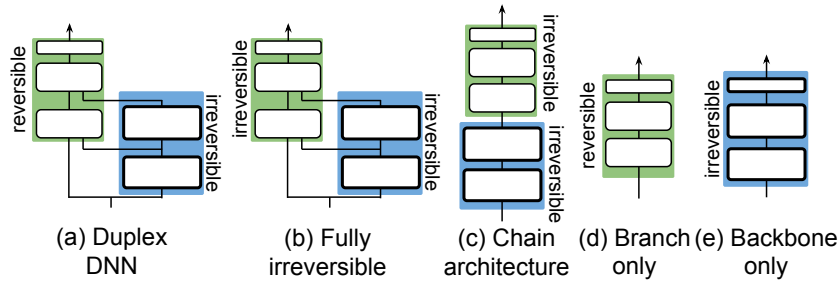 reversible
irreversible
irreversible
irreversible
irreversible
irreversible
reversible
irreversible
(a) Duplex
DNN
(b) Fully
irreversible
(c) Chain
architecture
(d) Branch
only
(e) Backbone
only